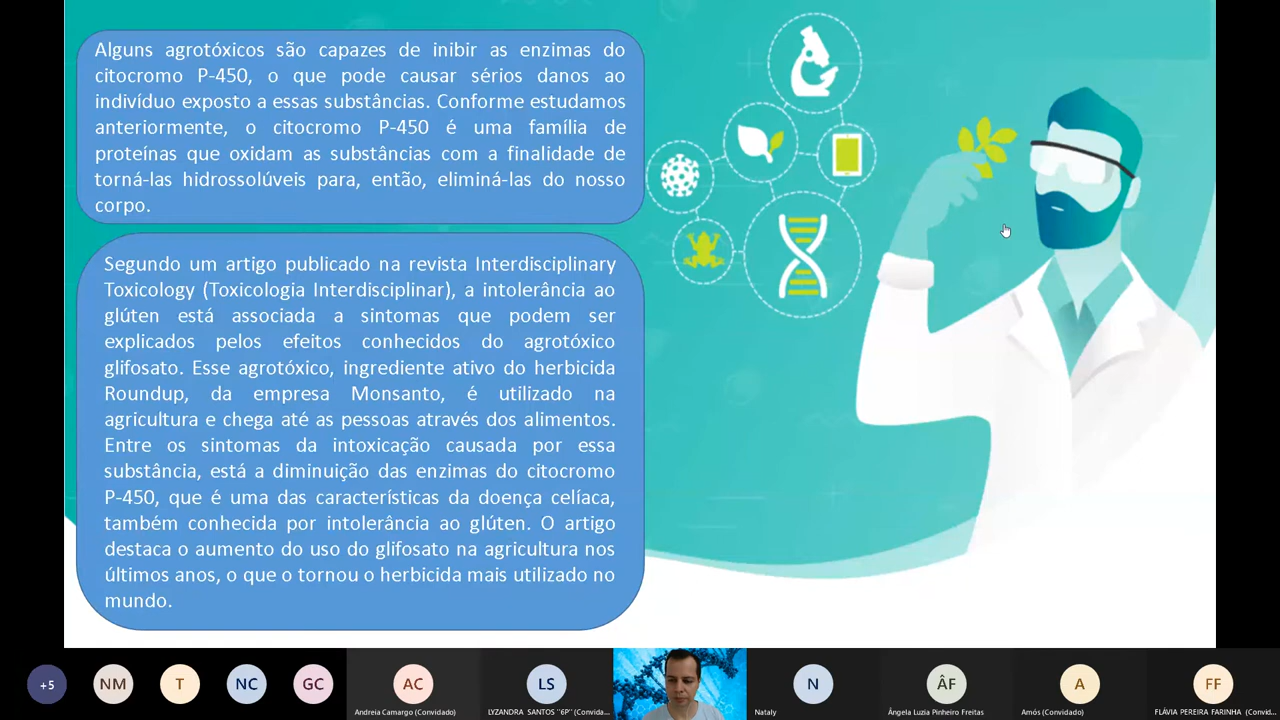 Alguns agrotóxicos são capazes de inibir as enzimas do
citocromo P-450, o que pode causar sérios danos ao
indivíduo exposto a essas substâncias. Conforme estudamos
anteriormente, o citocromo P-450 é uma família de
proteínas que oxidam as substâncias com a finalidade de
torná-las hidrossolúveis para, então, eliminá-las do nosso
corpo.
Segundo um artigo publicado na revista Interdisciplinary
Toxicology (Toxicologia Interdisciplinar), a intolerância ao
glúten está associada a sintomas que podem ser
explicados pelos efeitos conhecidos do agrotóxico
glifosato. Esse agrotóxico, ingrediente ativo do herbicida
Roundup, da empresa Monsanto, é utilizado na
agricultura e chega até as pessoas através dos alimentos.
Entre os sintomas da intoxicação causada por essa
substância, está a diminuição das enzimas do citocromo
P-450, que é uma das características da doença celíaca,
também conhecida por intolerância ao glúten. O artigo
destaca o aumento do uso do glifosato na agricultura nos
últimos anos, o que o tornou o herbicida mais utilizado no
mundo.
+5
NM
T
NC
GC
AC
LS
N
ÂF
A
FF
Andreia Camargo (Convidado)
LYZANDRA SANTOS "6P" (Convida...
Nataly
Ângela Luzia Pinheiro Freitas
Amós (Convidado)
FLÁVIA PEREIRA FARINHA (Convid...